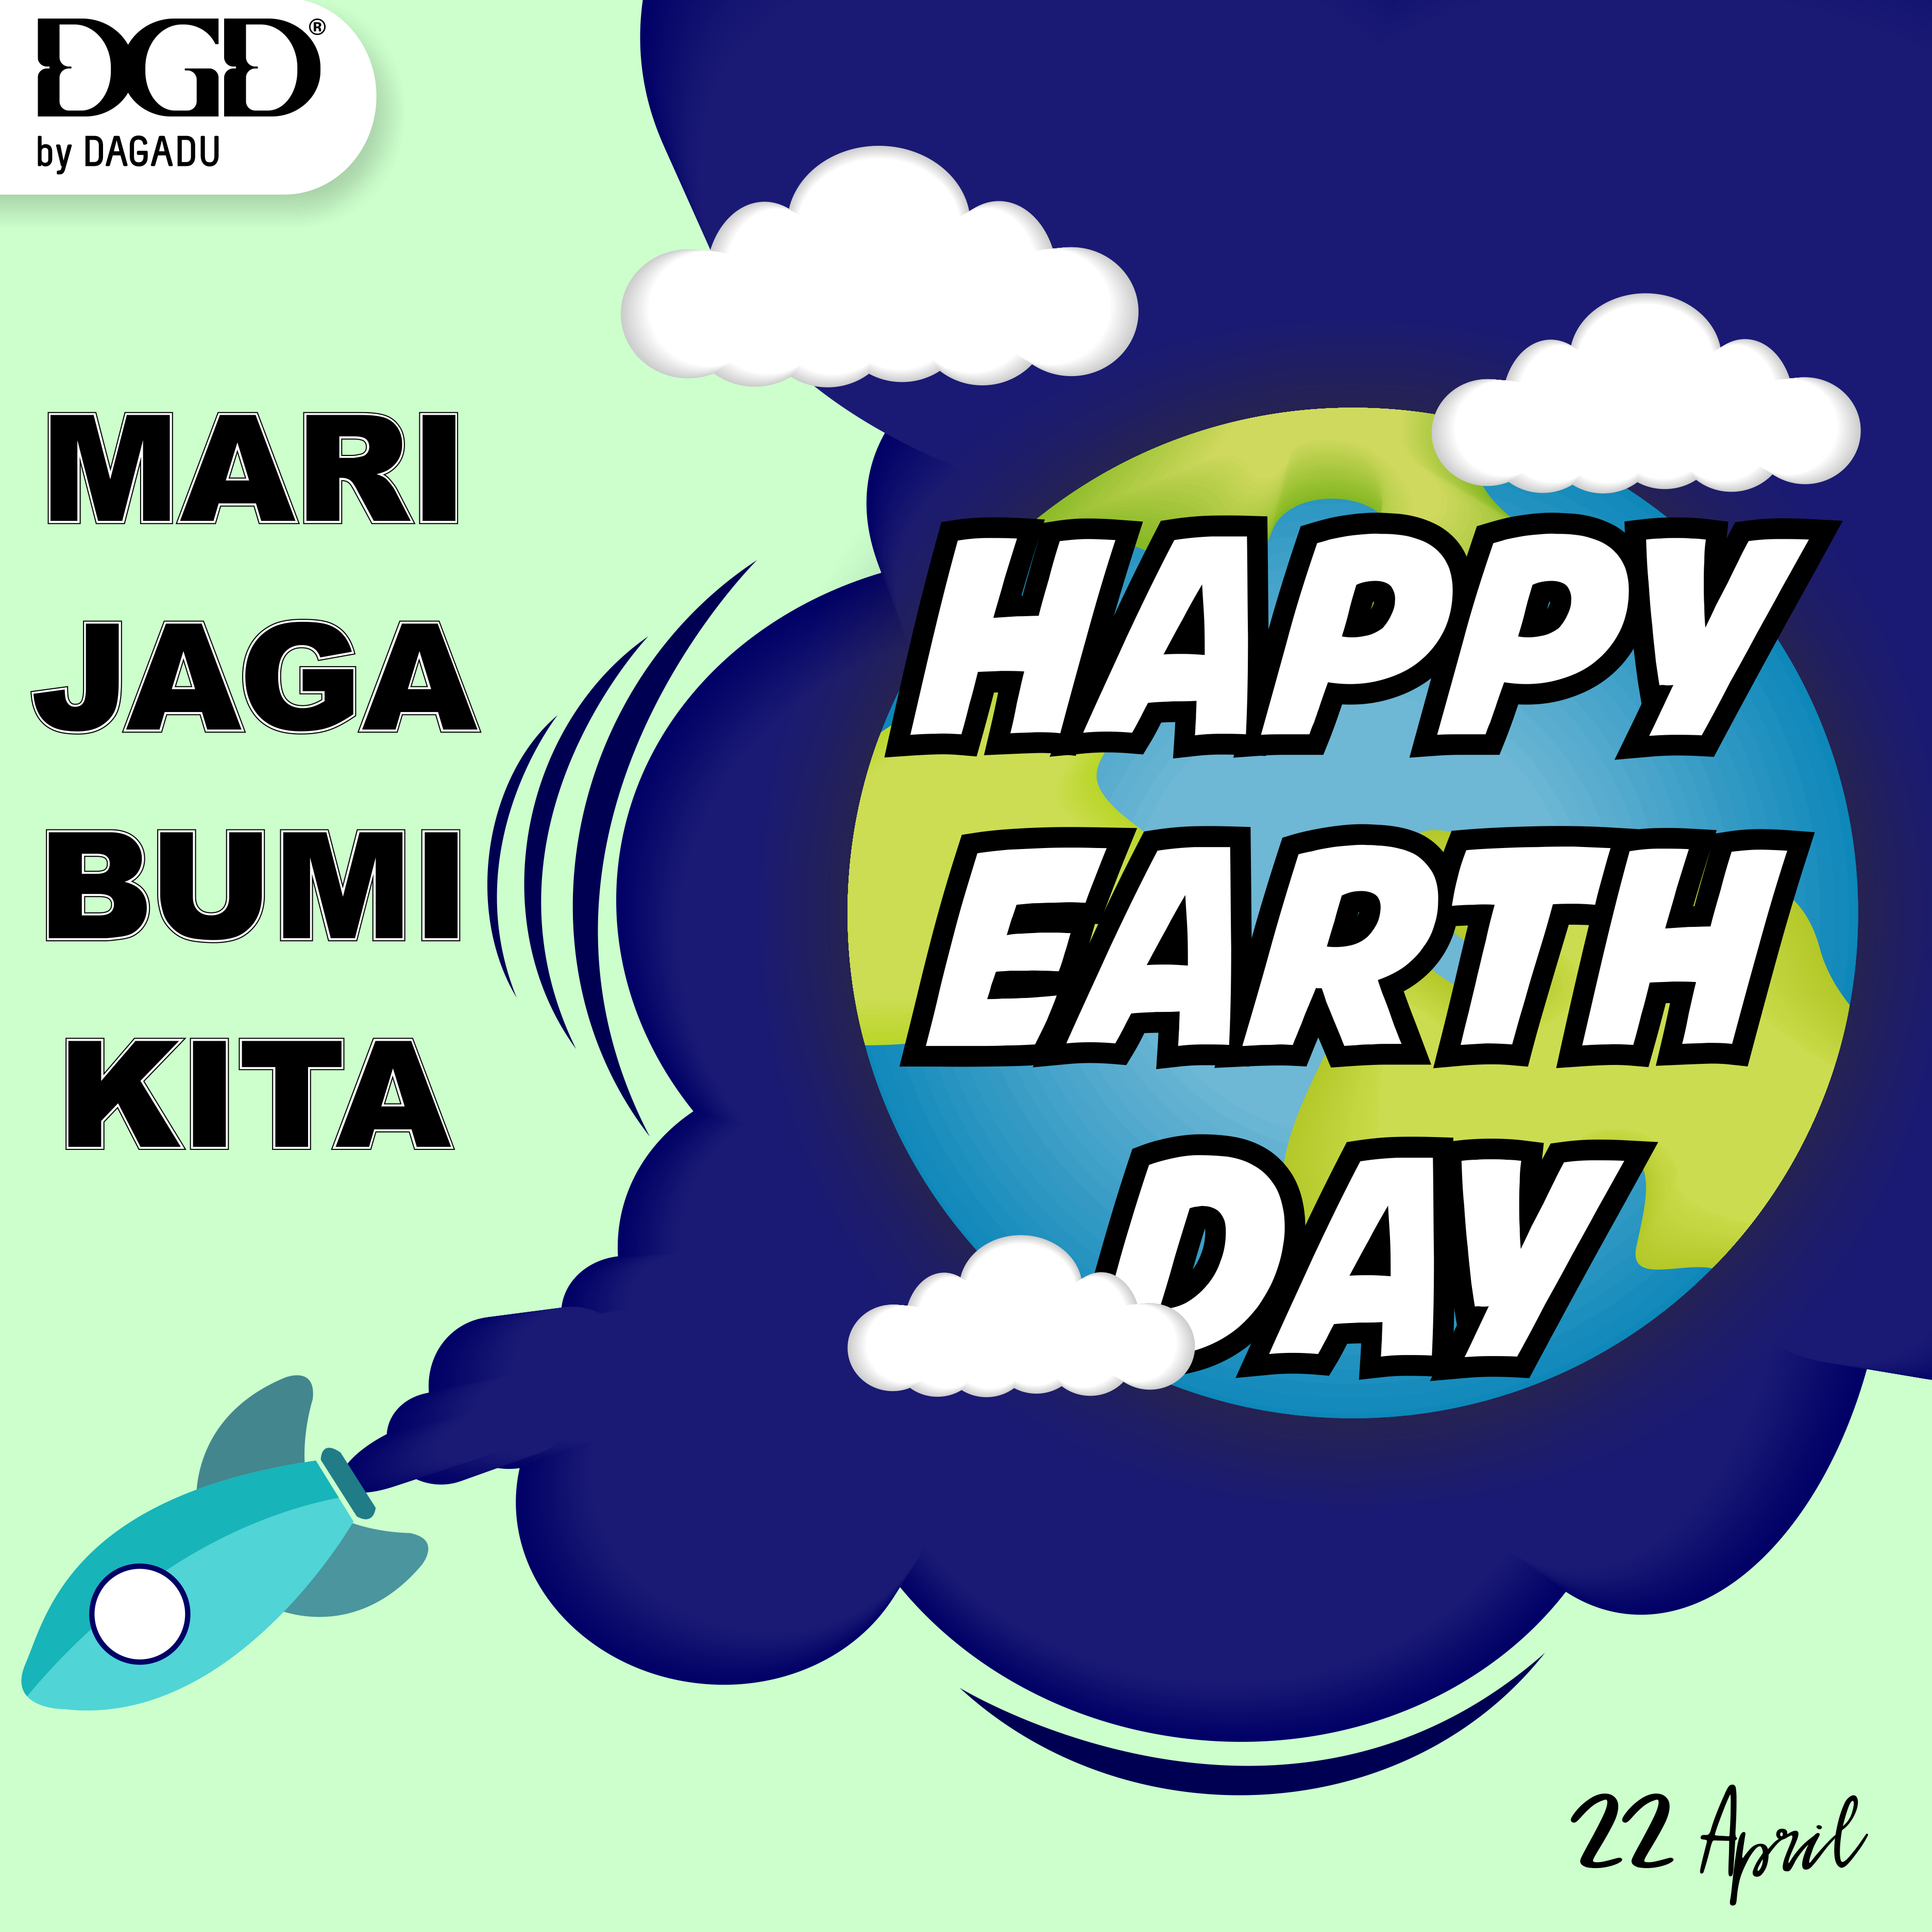 DGD®
by DAGADU
MARI
JAGA
BUMI
KITA
HAPPY
EARTH
DAY
22 April